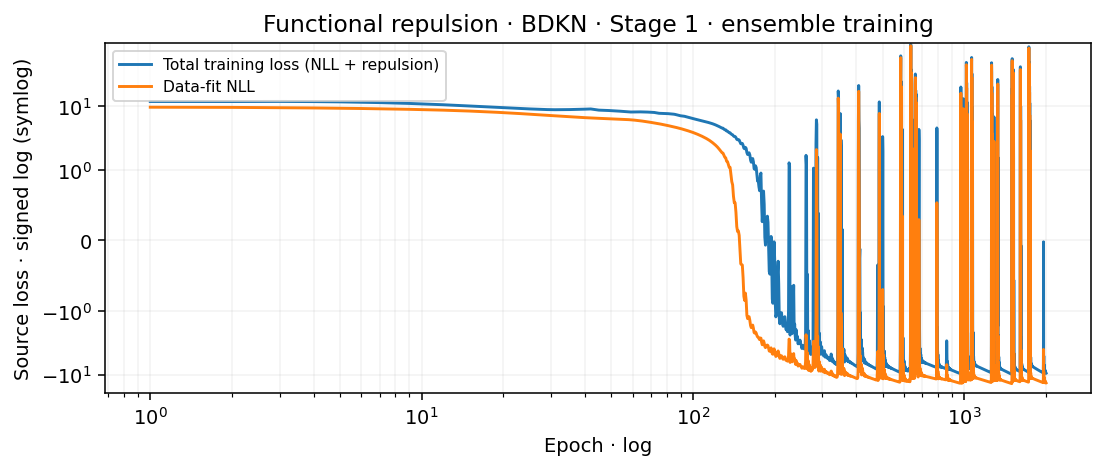 Functional repulsion · BDKN · Stage 1 · ensemble training
Total training loss (NLL + repulsion)
Data-fit NLL
Source loss · signed log (symlog)
10¹
10⁰
0
−10⁰
−10¹
10⁰
10¹
10²
10³
Epoch · log